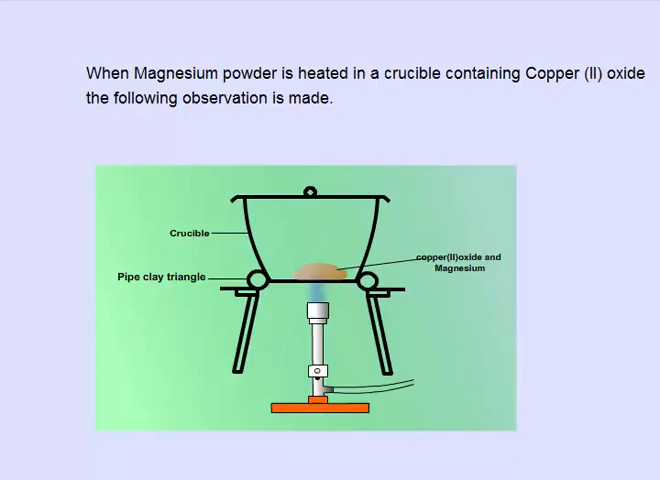 When Magnesium powder is heated in a crucible containing Copper (II) oxide
the following observation is made.
Crucible
copper(II)oxide and
Magnesium
Pipe clay triangle